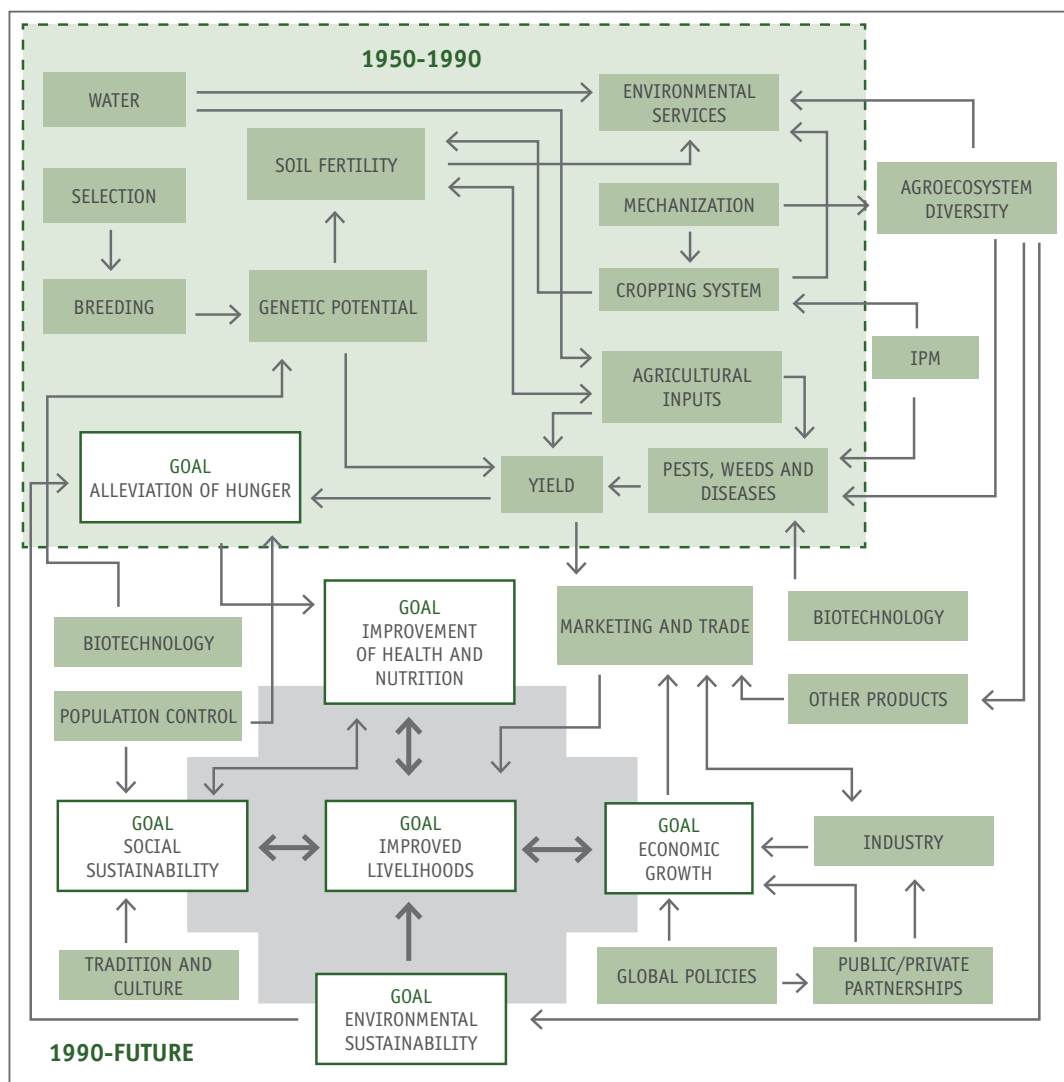 1950-1990
WATER
ENVIRONMENTAL
SERVICES
SOIL FERTILITY
SELECTION
MECHANIZATION
AGROECOSYSTEM
DIVERSITY
BREEDING
GENETIC POTENTIAL
CROPPING SYSTEM
IPM
AGRICULTURAL
INPUTS
GOAL
ALLEVIATION OF HUNGER
YIELD
PESTS, WEEDS AND
DISEASES
GOAL
IMPROVEMENT
OF HEALTH AND
NUTRITION
MARKETING AND TRADE
BIOTECHNOLOGY
BIOTECHNOLOGY
POPULATION CONTROL
OTHER PRODUCTS
GOAL
SOCIAL
SUSTAINABILITY
GOAL
IMPROVED
LIVELIHOODS
GOAL
ECONOMIC
GROWTH
INDUSTRY
TRADITION AND
CULTURE
GLOBAL POLICIES
PUBLIC/PRIVATE
PARTNERSHIPS
GOAL
ENVIRONMENTAL
SUSTAINABILITY
1990-FUTURE